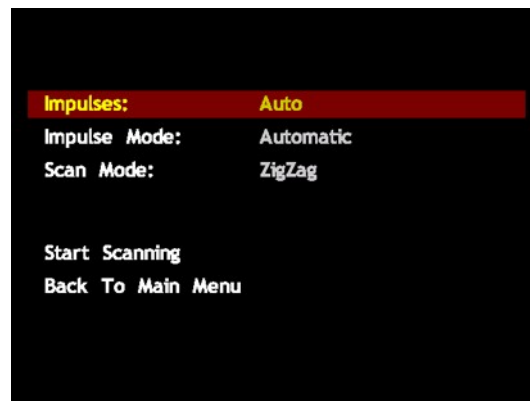 Impulses: Auto
Impulse Mode: Automatic
Scan Mode: ZigZag
Start Scanning
Back To Main Menu